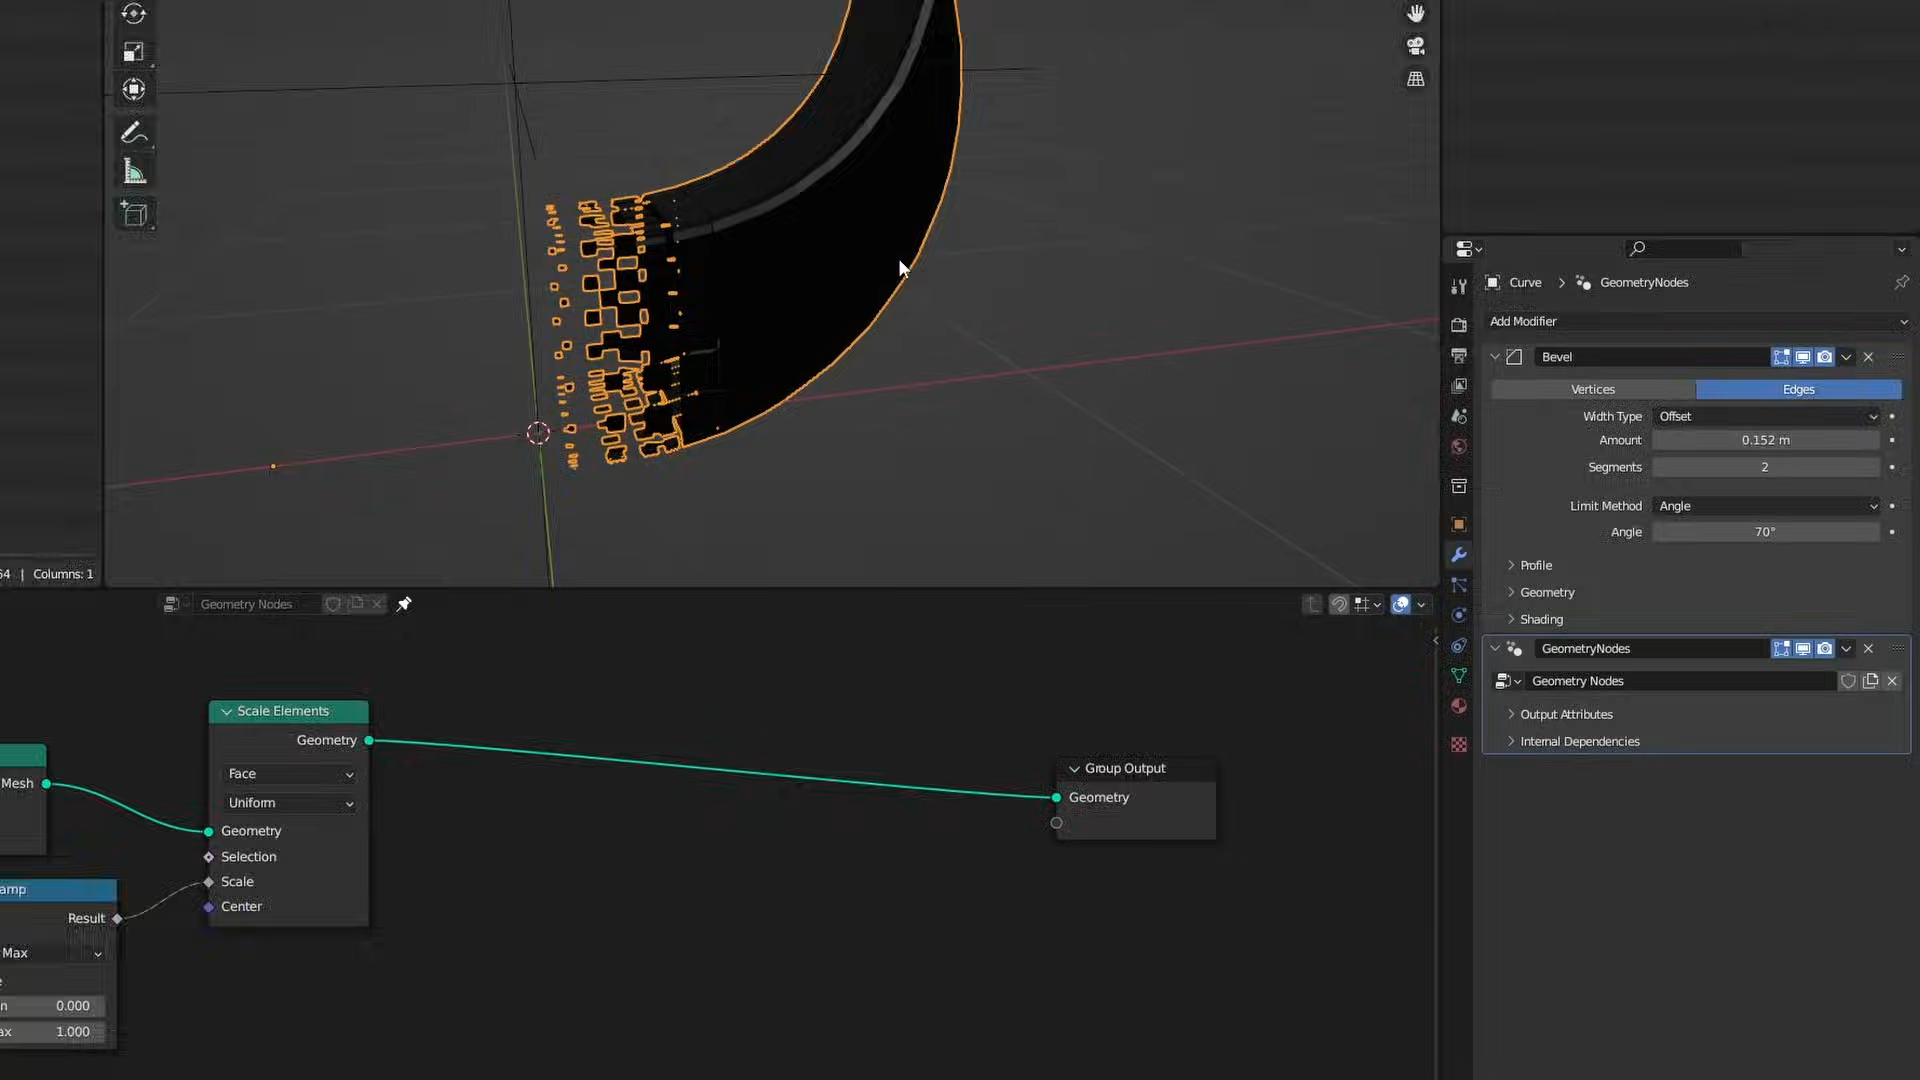 Curve
GeometryNodes
Add Modifier
Bevel
Vertices
Edges
Width Type
Offset
Amount
0.152 m
Segments
2
Limit Method
Angle
Angle
70°
Profile
Geometry
Shading
GeometryNodes
Geometry Nodes
Output Attributes
Internal Dependencies
64 | Columns: 1
Geometry Nodes
Scale Elements
Geometry
Face
Uniform
Geometry
Selection
Scale
Center
Mesh
amp
Result
Max
n 0.000
ax 1.000
Group Output
Geometry